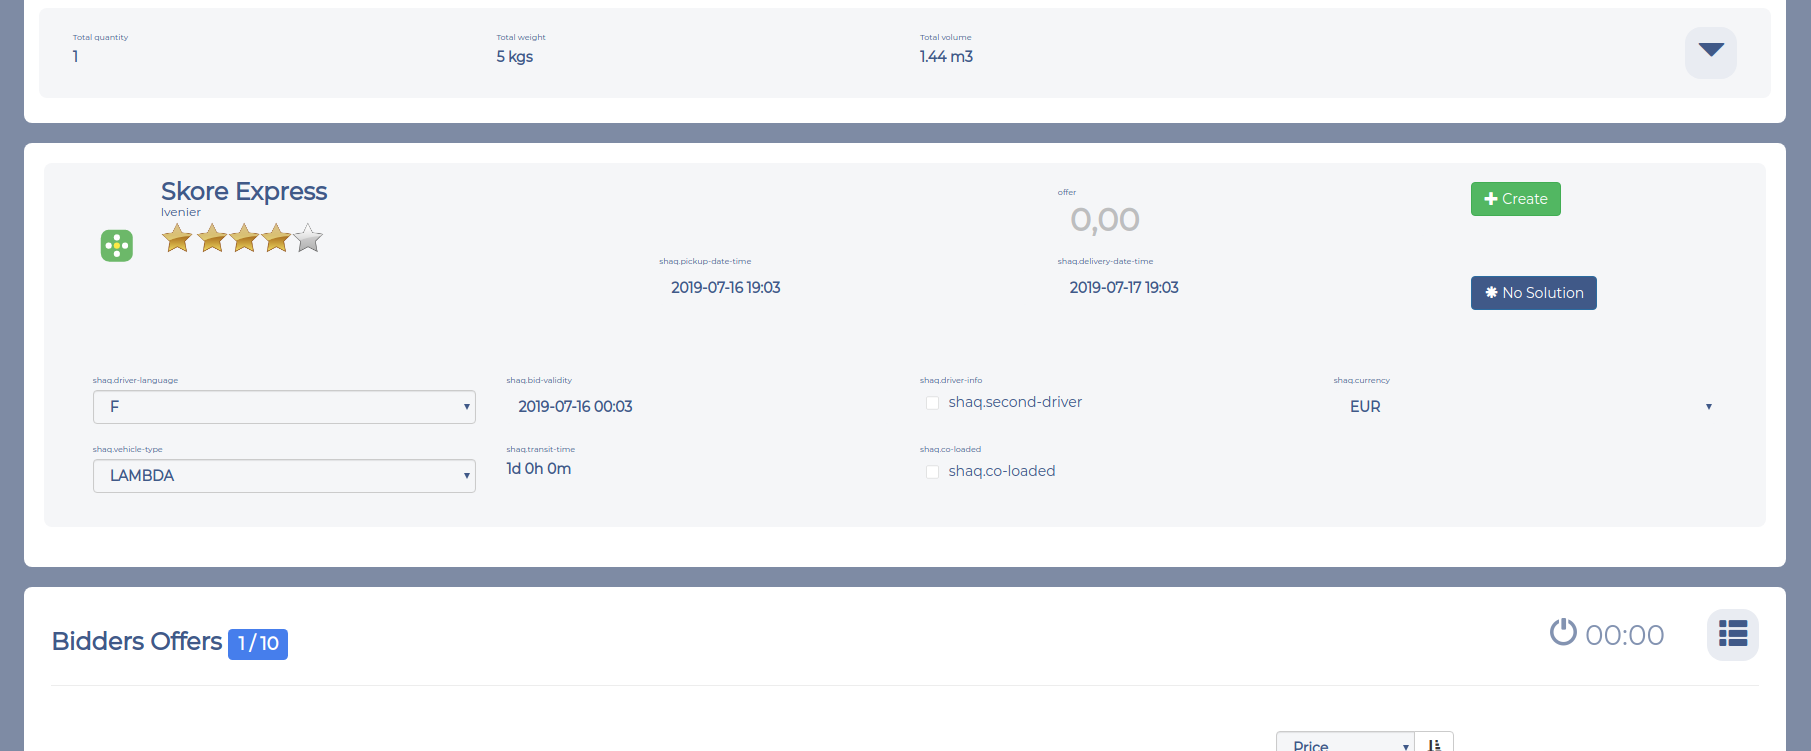 Total quantity
1
Total weight
5 kgs
Total volume
1.44 m3
Skore Express
lvenier
offer
0,00
Create
shaq.pickup-date-time
2019-07-16 19:03
shaq.delivery-date-time
2019-07-17 19:03
No Solution
shaq.driver-language
F
shaq.bid-validity
2019-07-16 00:03
shaq.driver-info
shaq.second-driver
shaq.currency
EUR
shaq.vehicle-type
LAMBDA
shaq.transit-time
1d 0h 0m
shaq.co-loaded
shaq.co-loaded
Bidders Offers 1 / 10
00:00
Price